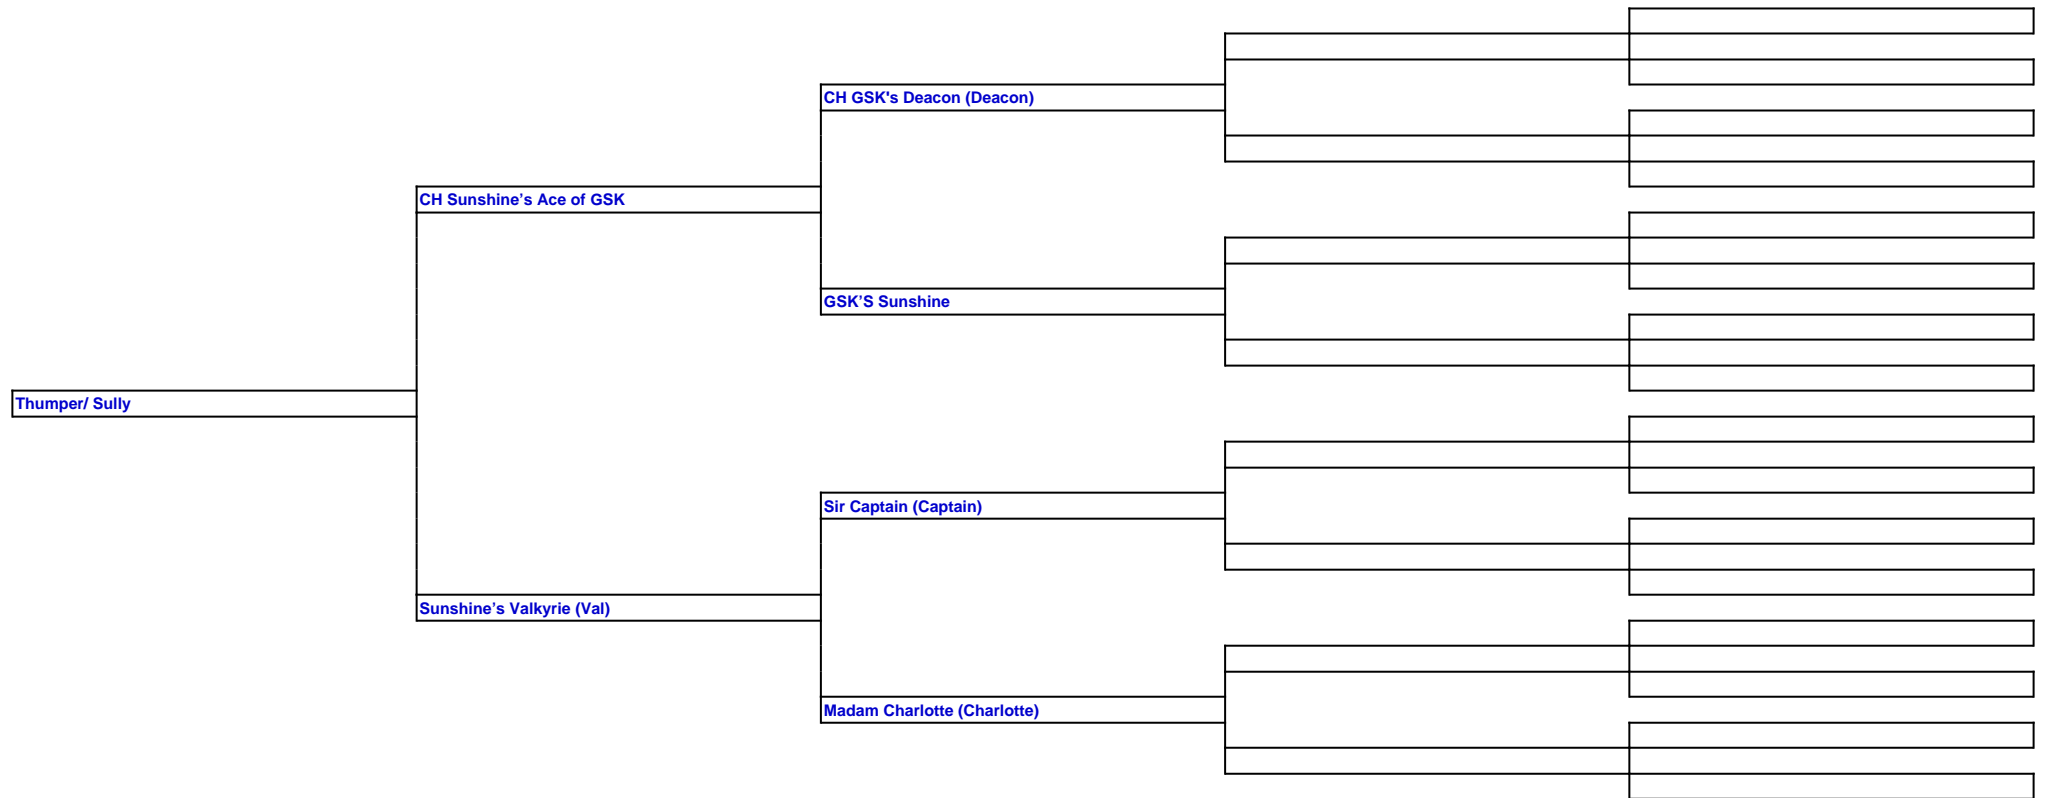 CH GSK's Deacon (Deacon)
CH Sunshine’s Ace of GSK
GSK’S Sunshine
Thumper/ Sully
Sir Captain (Captain)
Sunshine’s Valkyrie (Val)
Madam Charlotte (Charlotte)